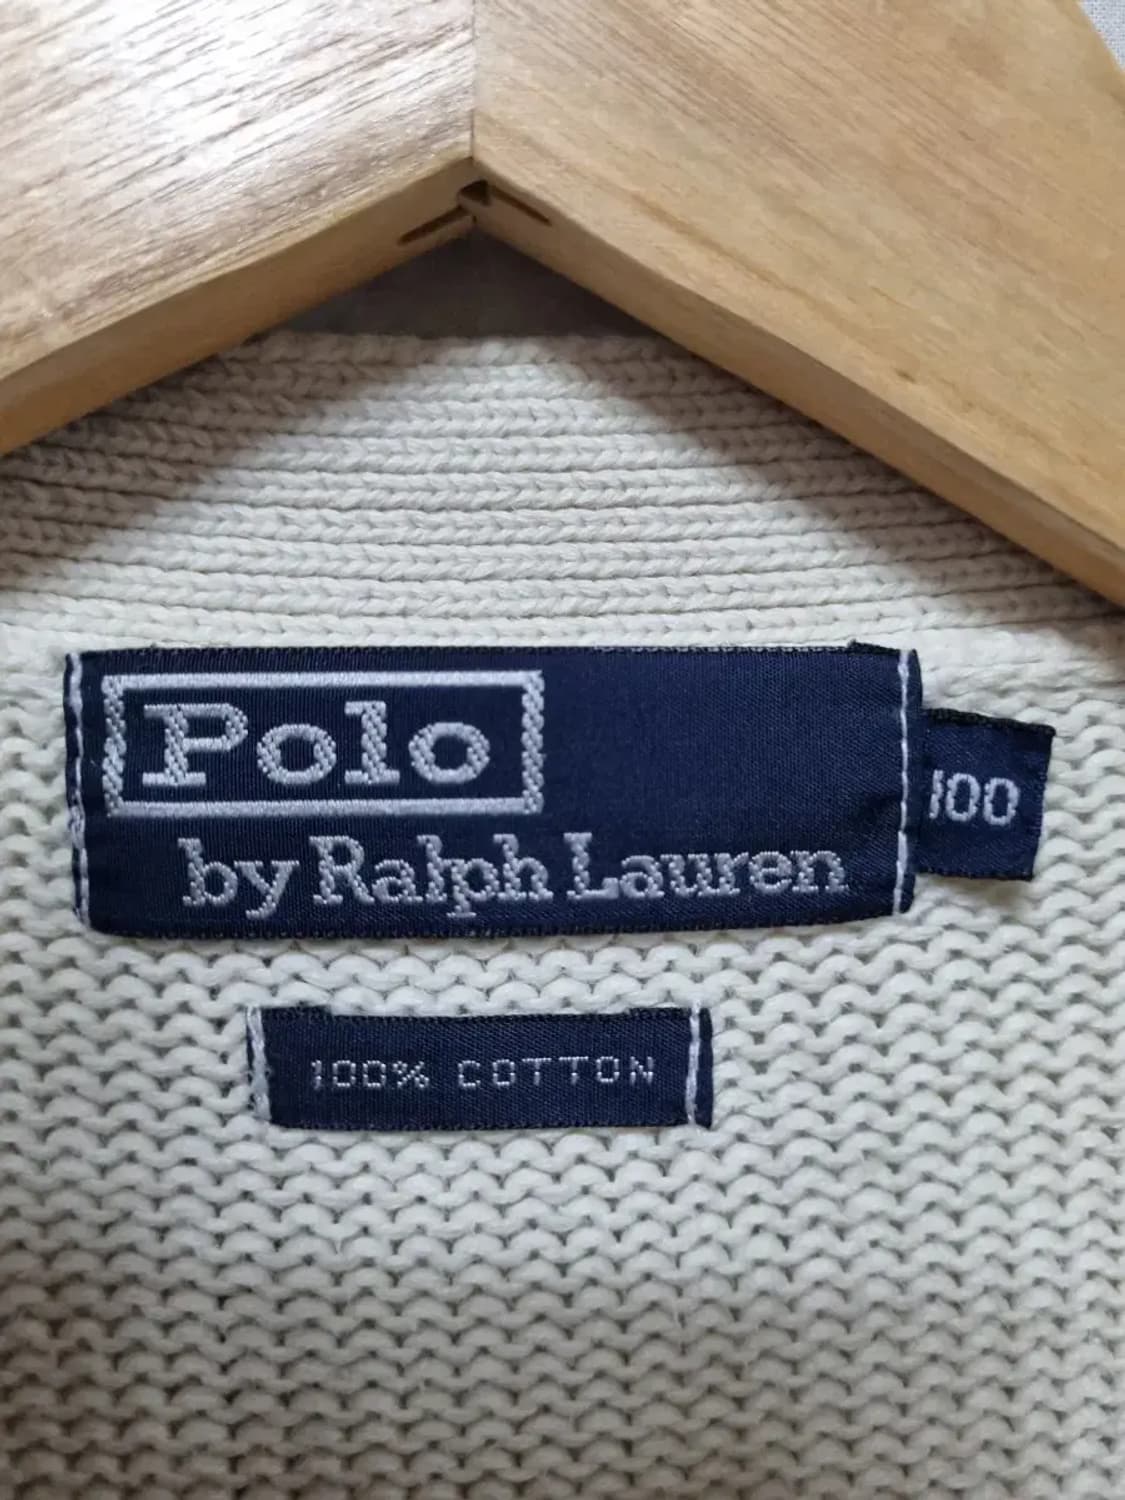 Polo
by Ralph Lauren
100
100% COTTON